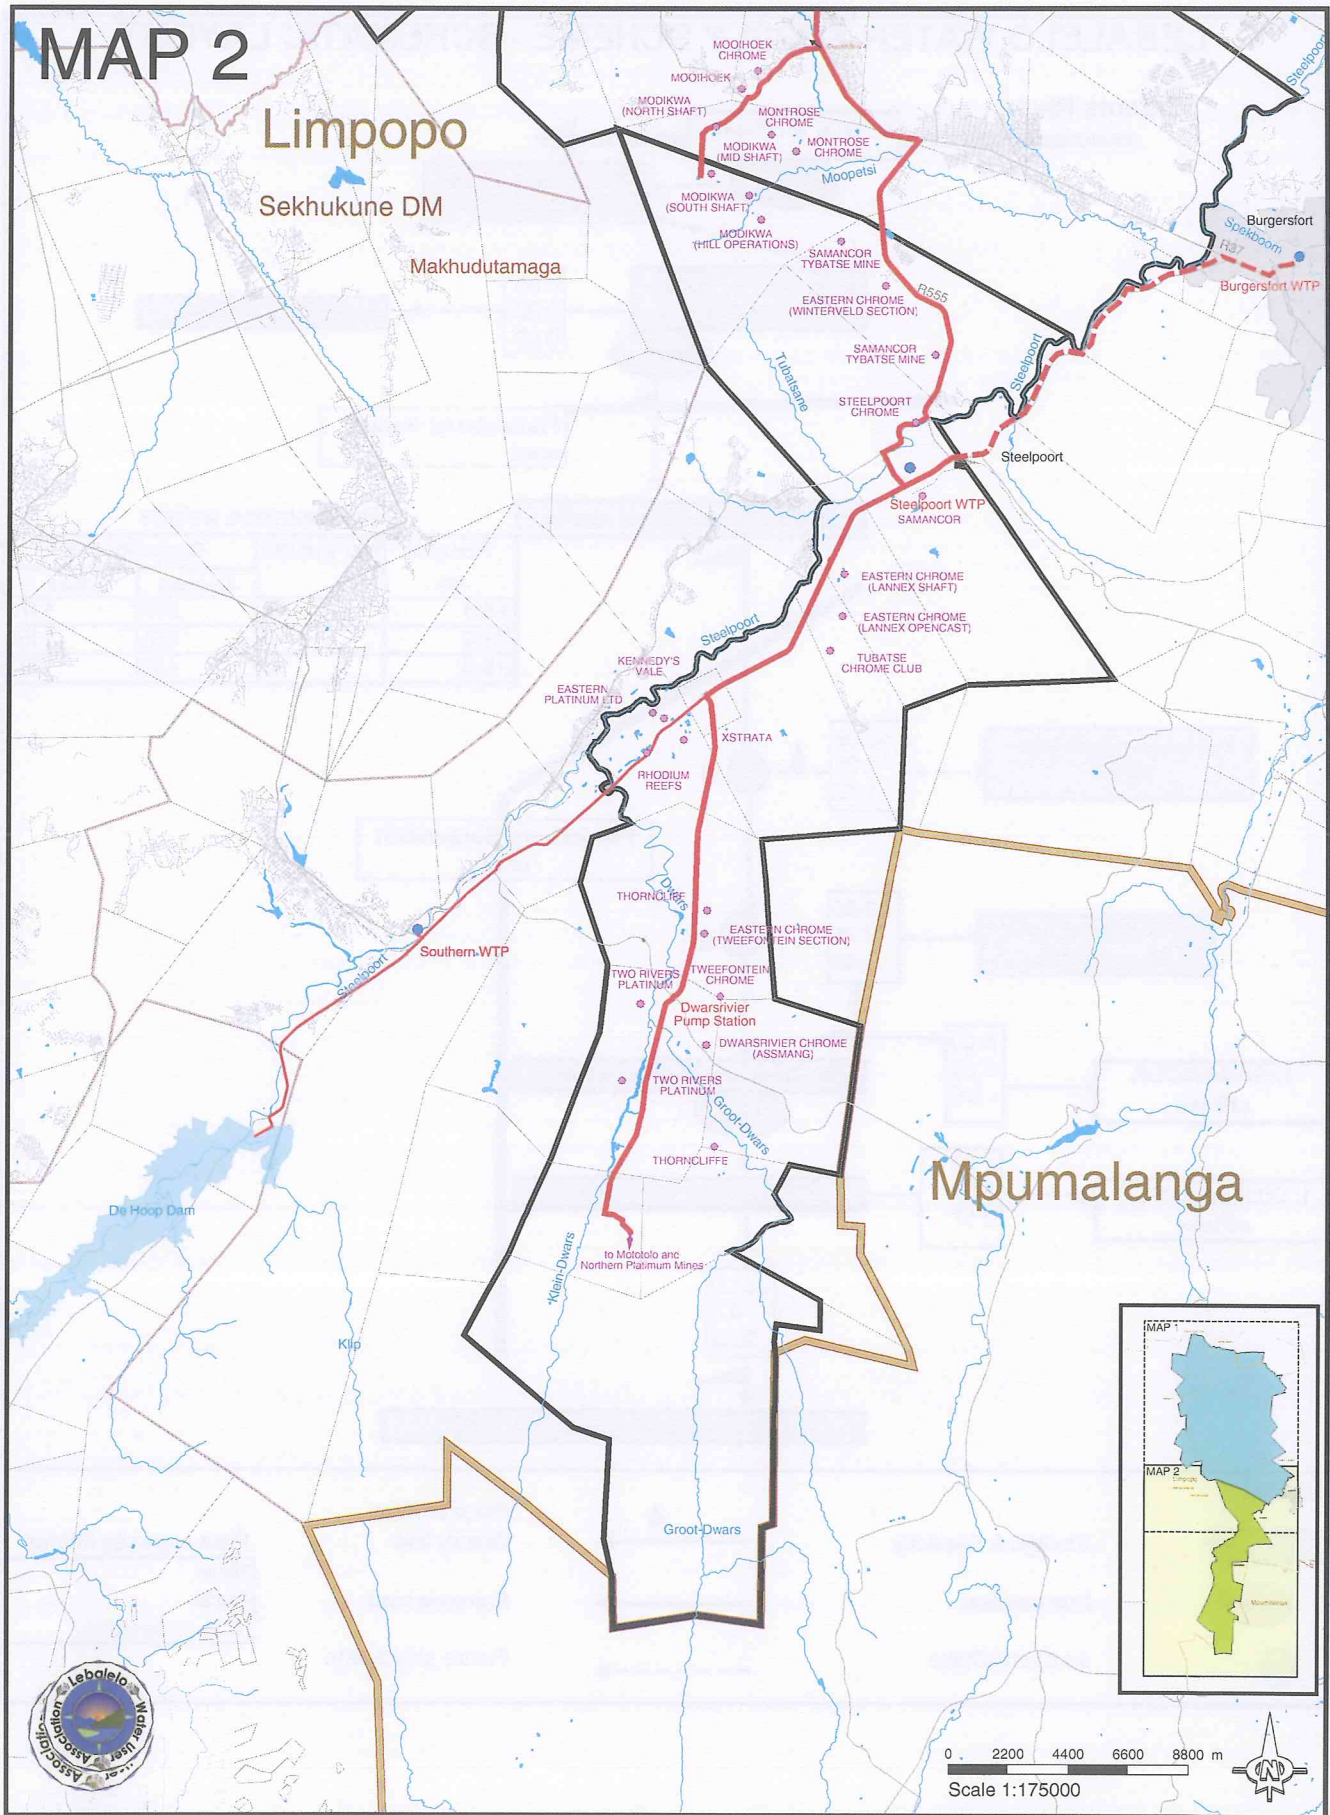 MAP 2
Limpopo
Sekhukune DM
Makhudutamaga
MOOIHOEK
CHROME
MOOIHOEK
MODIKWA
(NORTH SHAFT)
MONTROSE
CHROME
MODIKWA
(MID SHAFT)
MONTROSE
CHROME
Moopetsi
MODIKWA
(SOUTH SHAFT)
MODIKWA
(HILL OPERATIONS)
SAMANCOR
TYBATSE MINE
EASTERN CHROME
(WINTERVELD SECTION)
R555
SAMANCOR
TYBATSE MINE
STEELPOORT
CHROME
Tubatsane
Steelpoort
Steelpoort
Burgersfort
Spekboom
R37
Burgersfort WTP
Steelpoort
Steelpoort WTP
SAMANCOR
EASTERN CHROME
(LANNEX SHAFT)
EASTERN CHROME
(LANNEX OPENCAST)
TUBATSE
CHROME CLUB
Steelpoort
KENNEDY'S
VALE
EASTERN
PLATINUM LTD
XSTRATA
RHODIUM
REEFS
Dwars
THORNCLIFF
EASTERN CHROME
(TWEEFONTEIN SECTION)
Southern WTP
Steelpoort
TWO RIVERS
PLATINUM
TWEEFONTEIN
CHROME
Dwarsrivier
Pump Station
DWARSRIVIER CHROME
(ASSMANG)
TWO RIVERS
PLATINUM
Groot-Dwars
THORNCLIFFE
Mpumalanga
De Hoop Dam
to Mototolo and
Northern Platinum Mines
Klein-Dwars
Klip
Groot-Dwars
MAP 1
MAP 2
Limpopo
Mpumalanga
Lebalelo Water User Association
0 2200 4400 6600 8800 m
Scale 1:175000
N